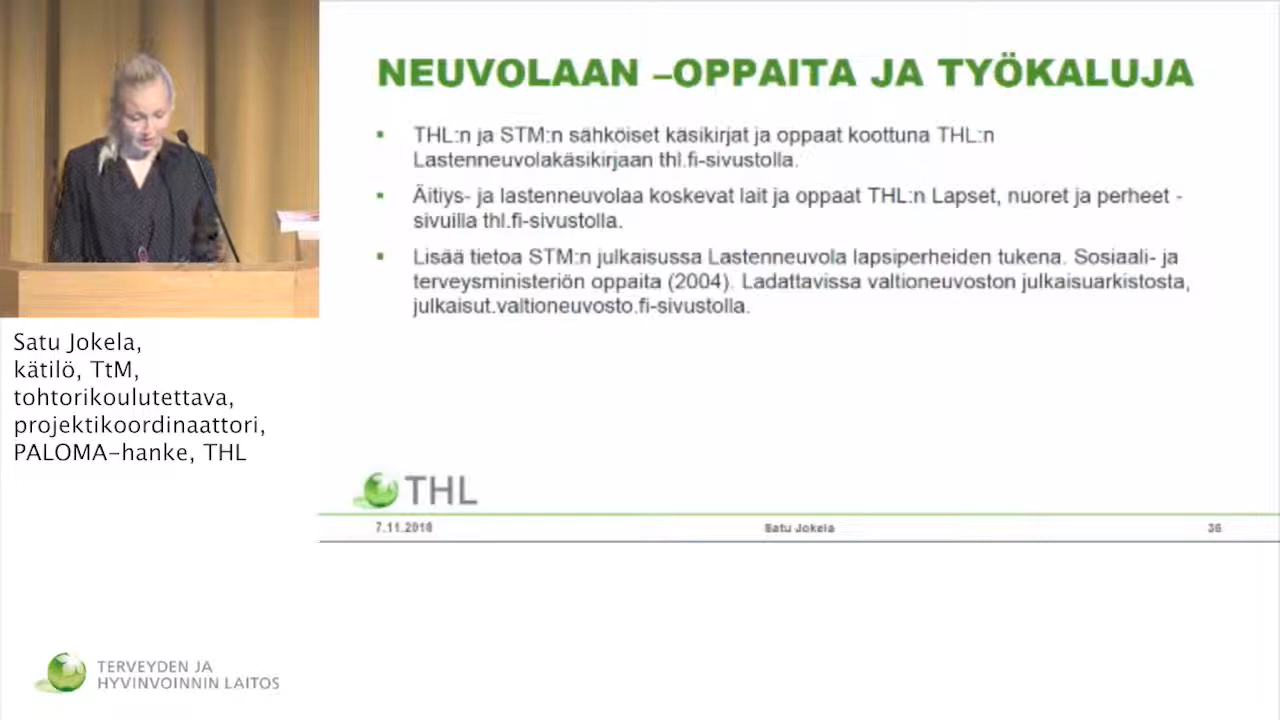 NEUVOLAAN –OPPAITA JA TYÖKALUJA
▪ THL:n ja STM:n sähköiset käsikirjat ja oppaat koottuna THL:n
Lastenneuvolakäsikirjaan thl.fi-sivustolla.
▪ Äitiys- ja lastenneuvolaa koskevat lait ja oppaat THL:n Lapset, nuoret ja perheet -
sivuilla thl.fi-sivustolla.
▪ Lisää tietoa STM:n julkaisussa Lastenneuvola lapsiperheiden tukena. Sosiaali- ja
terveysministeriön oppaita (2004). Ladattavissa valtioneuvoston julkaisuarkistosta,
julkaisut.valtioneuvosto.fi-sivustolla.
Satu Jokela,
kätilö, TtM,
tohtorikoulutettava,
projektikoordinaattori,
PALOMA-hanke, THL
THL
7.11.2018 Satu Jokela 36
TERVEYDEN JA
HYVINVOINNIN LAITOS